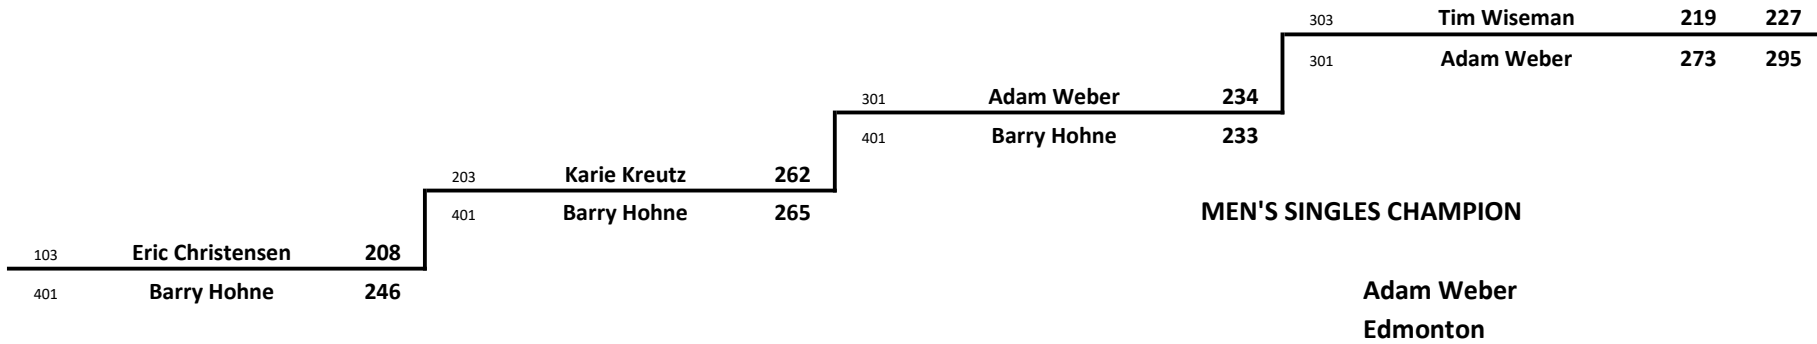 303 Tim Wiseman 219 227
301 Adam Weber 273 295
301 Adam Weber 234
401 Barry Hohne 233
203 Karie Kreutz 262
401 Barry Hohne 265
MEN'S SINGLES CHAMPION
103 Eric Christensen 208
401 Barry Hohne 246
Adam Weber
Edmonton